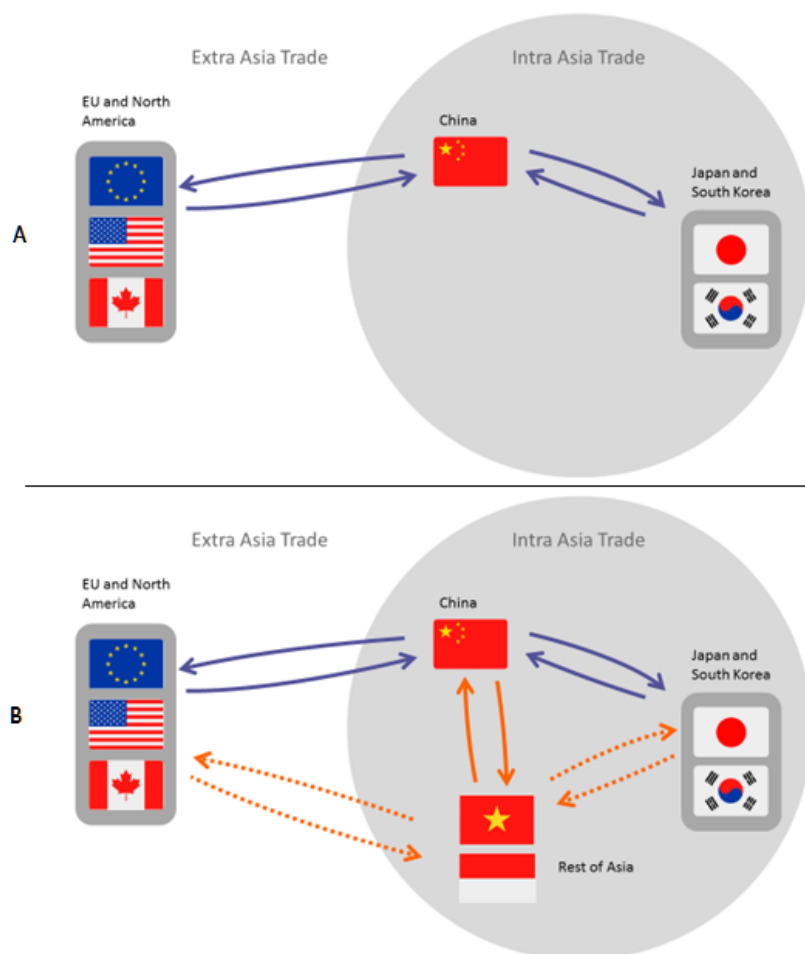 Extra Asia Trade
Intra Asia Trade
EU and North
America
China
Japan and
South Korea
A
Extra Asia Trade
Intra Asia Trade
EU and North
America
China
Japan and
South Korea
B
Rest of Asia